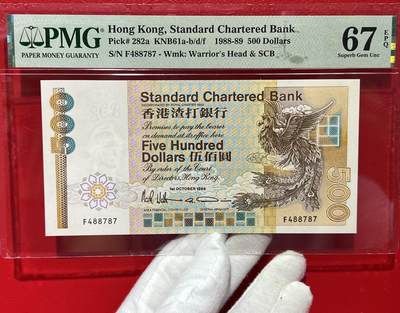 PMG
PAPER MONEY GUARANTY
Hong Kong, Standard Chartered Bank
Pick# 282a KNB61a-b/d/f 1988-89 500 Dollars
S/N F488787 - Wmk: Warrior's Head & SCB
67
EPQ
Superb Gem Unc
500
Standard Chartered Bank
香港渣打銀行
Promises to pay the bearer
on demand at its office here
Five Hundred
Dollars 伍佰圓
By order of the Court
of Directors, Hong Kong.
F488787
F488787
500